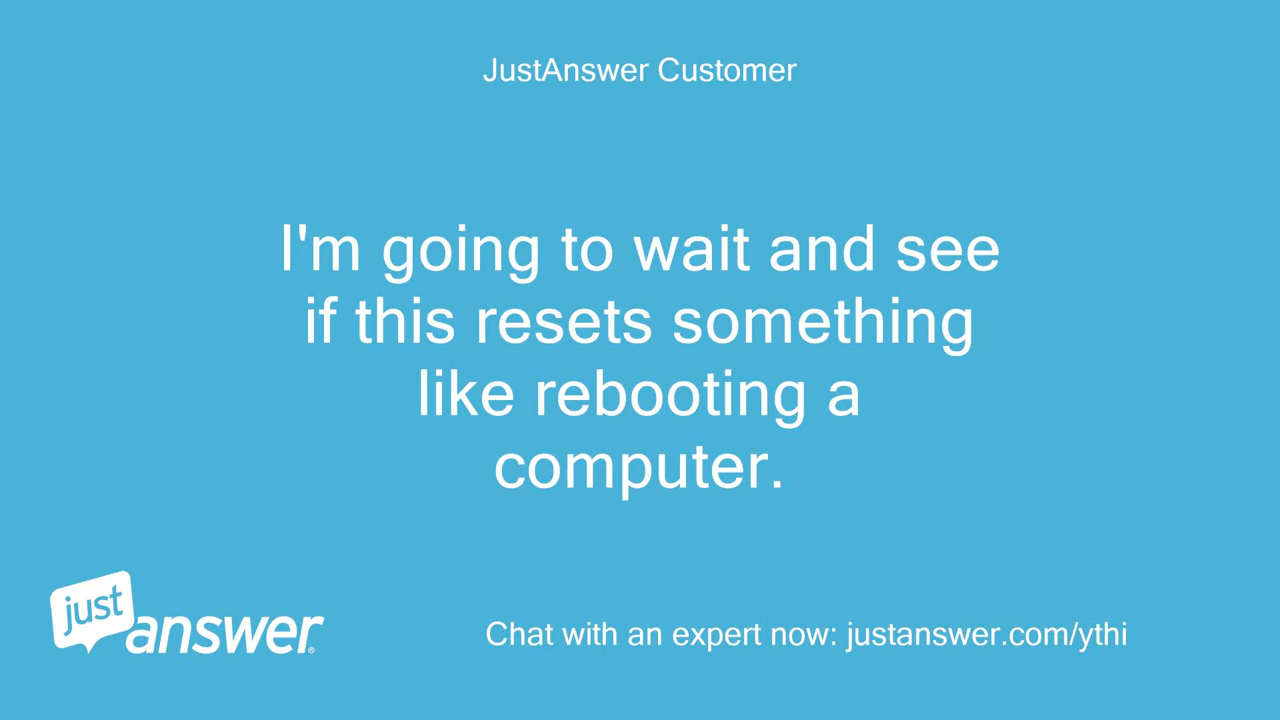 JustAnswer Customer
I'm going to wait and see
if this resets something
like rebooting a
computer.
just
answer®
Chat with an expert now: justanswer.com/ythi